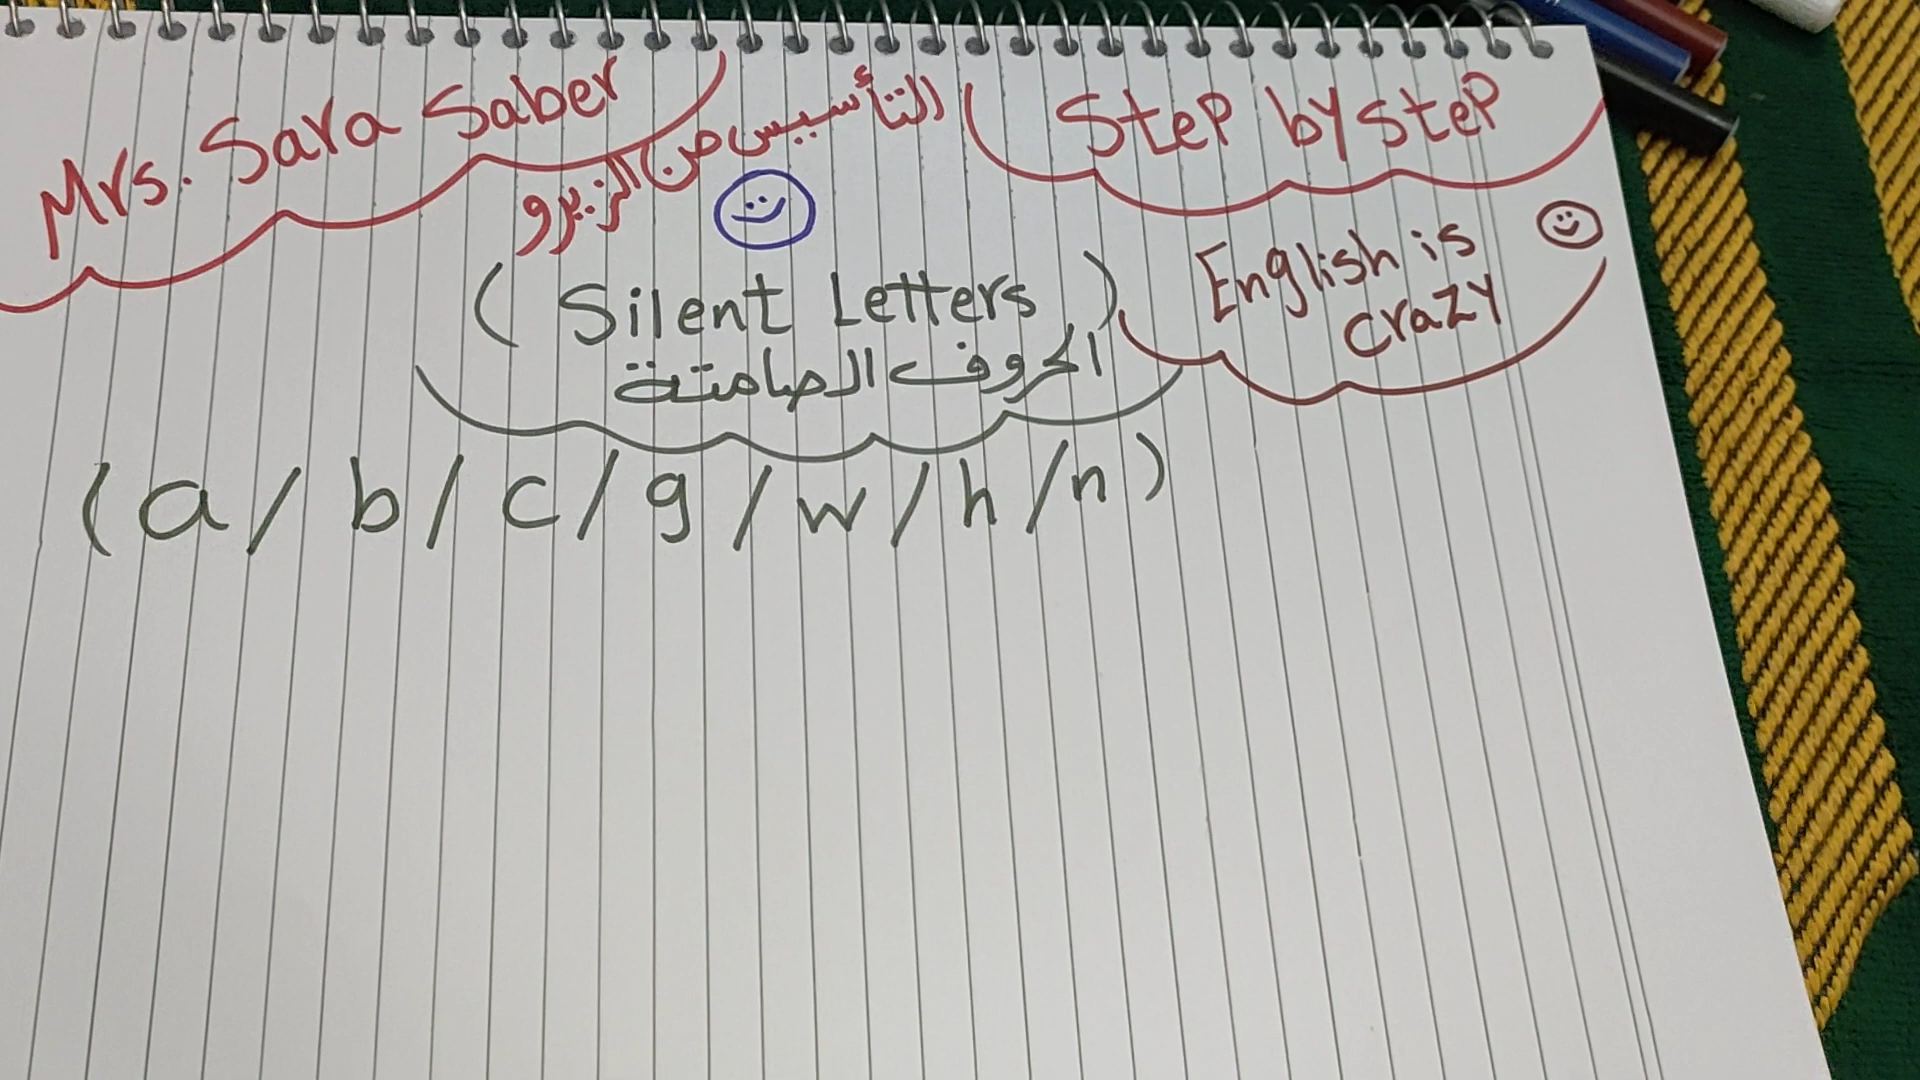 Mrs. Sara Saber
التأسيس من الزيرو
Step by step
English is
crazy
(Silent Letters)
الحروف الصامتة
(a / b / c / g / w / h / n)